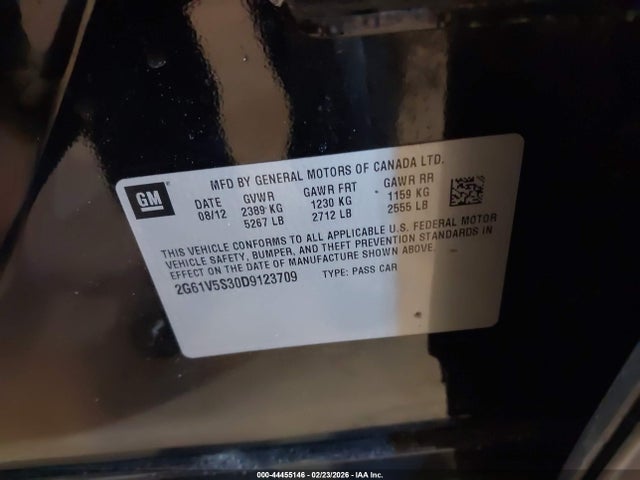 GM
MFD BY GENERAL MOTORS OF CANADA LTD.
DATE GVWR GAWR FRT GAWR RR
08/12 2389 KG 1230 KG 1159 KG
5267 LB 2712 LB 2555 LB
THIS VEHICLE CONFORMS TO ALL APPLICABLE U.S. FEDERAL MOTOR
VEHICLE SAFETY, BUMPER, AND THEFT PREVENTION STANDARDS IN
EFFECT ON THE DATE OF MANUFACTURE SHOWN ABOVE.
2G61V5S30D9123709 TYPE: PASS CAR
000-44455146 | 02/23/2026 - IAA Inc.